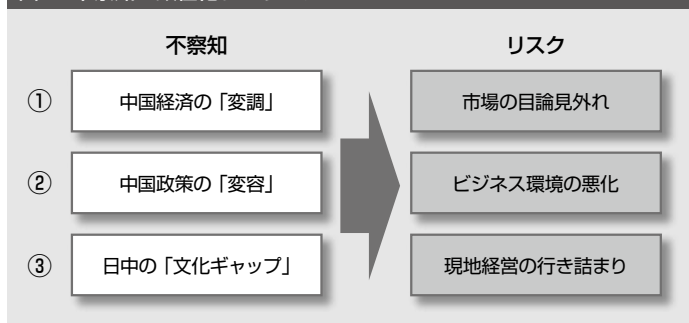 不察知 リスク
① 中国経済の「変調」 市場の目論見外れ
② 中国政策の「変容」 ビジネス環境の悪化
③ 日中の「文化ギャップ」 現地経営の行き詰まり